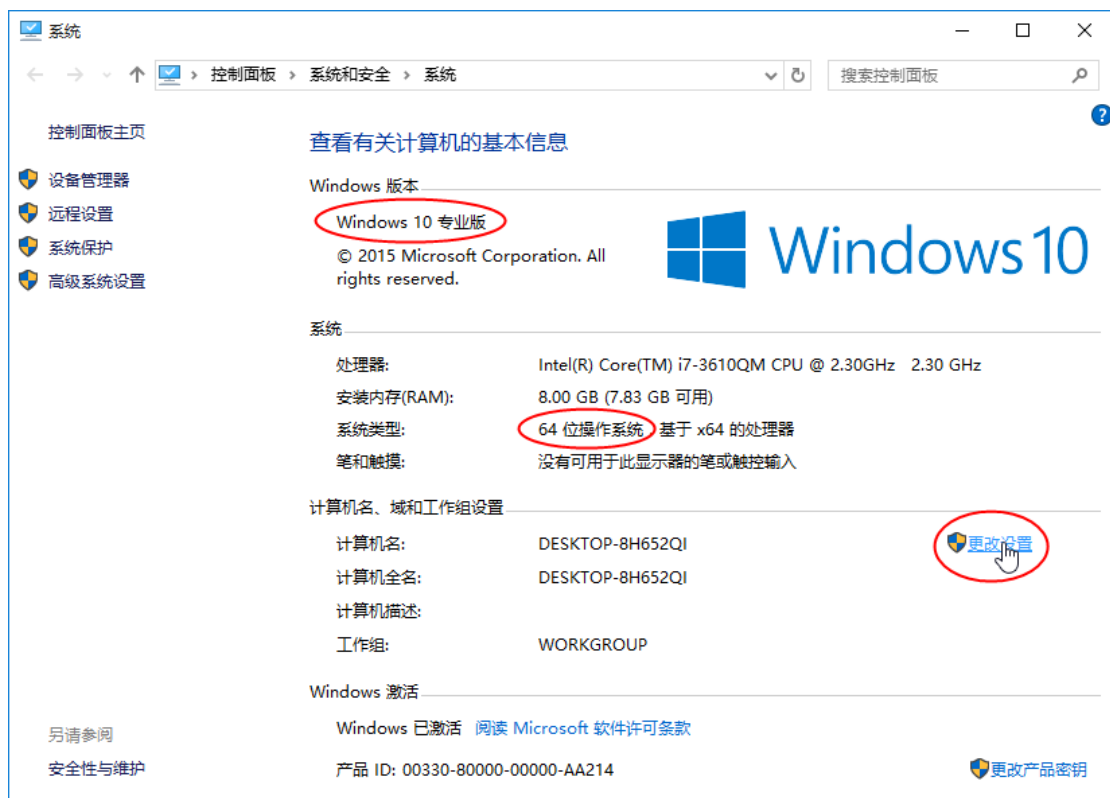 系统
控制面板 › 系统和安全 › 系统
搜索控制面板
?
控制面板主页
设备管理器
远程设置
系统保护
高级系统设置
查看有关计算机的基本信息
Windows 版本
Windows 10 专业版
© 2015 Microsoft Corporation. All
rights reserved.
Windows 10
系统
处理器: Intel(R) Core(TM) i7-3610QM CPU @ 2.30GHz 2.30 GHz
安装内存(RAM): 8.00 GB (7.83 GB 可用)
系统类型: 64 位操作系统, 基于 x64 的处理器
笔和触摸: 没有可用于此显示器的笔或触控输入
计算机名、域和工作组设置
计算机名: DESKTOP-8H652QI 更改设置
计算机全名: DESKTOP-8H652QI
计算机描述:
工作组: WORKGROUP
Windows 激活
Windows 已激活 阅读 Microsoft 软件许可条款
产品 ID: 00330-80000-00000-AA214 更改产品密钥
另请参阅
安全性与维护